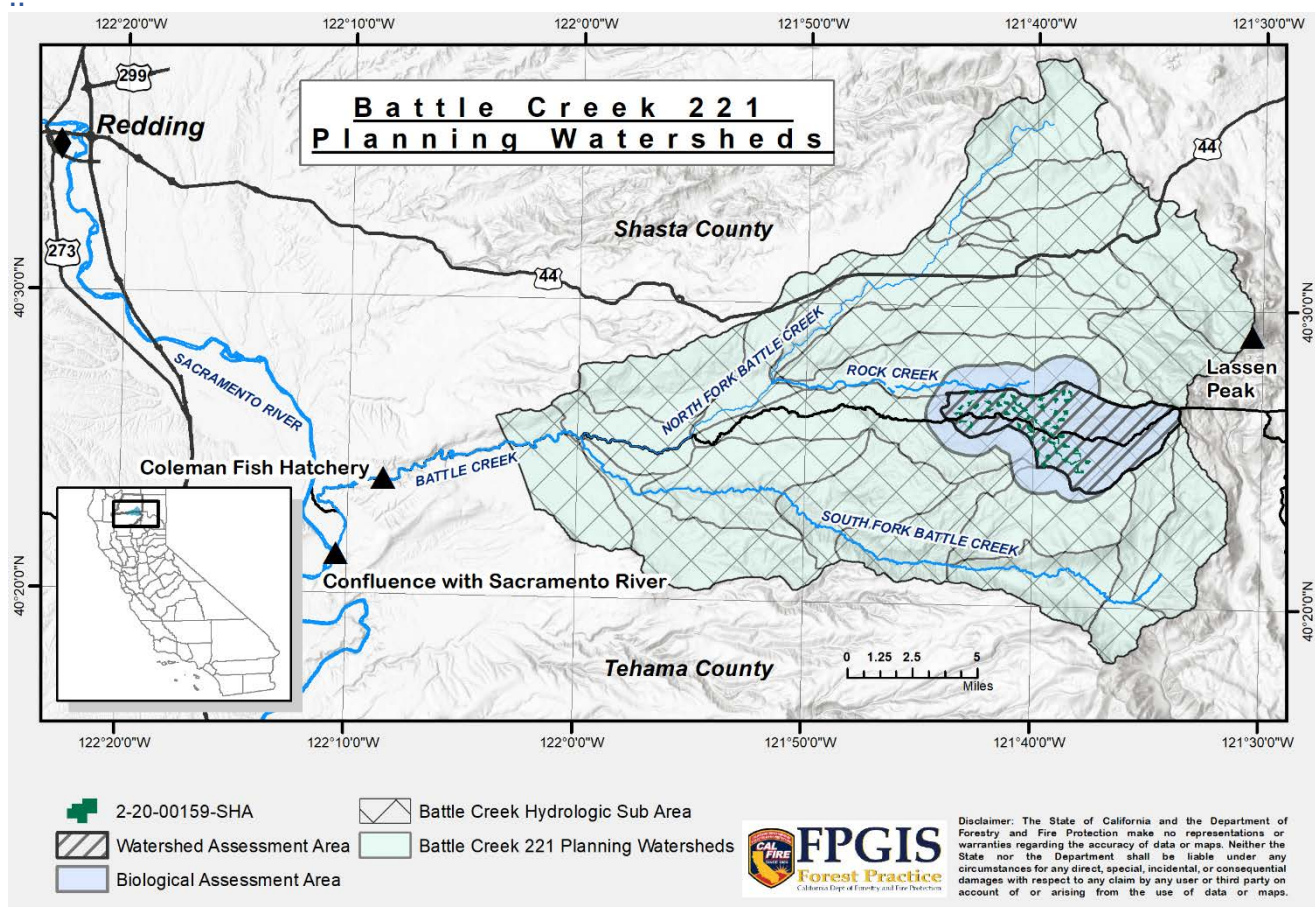 ..
122°20'0"W 122°10'0"W 122°0'0"W 121°50'0"W 121°40'0"W 121°30'0"W
Battle Creek 221
Planning Watersheds
299
Redding
44
273
Shasta County
44
40°30'0"N
40°30'0"N
SACRAMENTO RIVER
NORTH FORK BATTLE CREEK
ROCK CREEK
Lassen
Peak
Coleman Fish Hatchery
BATTLE CREEK
SOUTH FORK BATTLE CREEK
Confluence with Sacramento River
40°20'0"N
40°20'0"N
Tehama County
0 1.25 2.5 5
Miles
122°20'0"W 122°10'0"W 122°0'0"W 121°50'0"W 121°40'0"W 121°30'0"W
2-20-00159-SHA
Watershed Assessment Area
Biological Assessment Area
Battle Creek Hydrologic Sub Area
Battle Creek 221 Planning Watersheds
CAL
FIRE
SINCE 1885
FPGIS
Forest Practice
California Dept of Forestry and Fire Protection
Disclaimer: The State of California and the Department of
Forestry and Fire Protection make no representations or
warranties regarding the accuracy of data or maps. Neither the
State nor the Department shall be liable under any
circumstances for any direct, special, incidental, or consequential
damages with respect to any claim by any user or third party on
account of or arising from the use of data or maps.